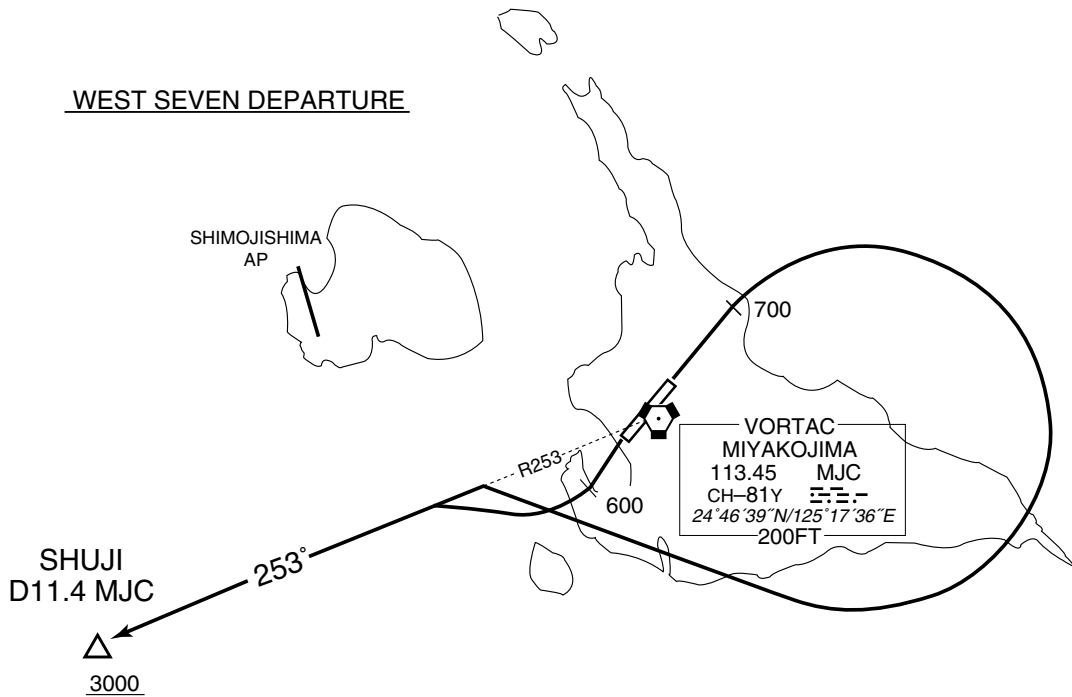 WEST SEVEN DEPARTURE
SHIMOJISHIMA
AP
700
R253
VORTAC
MIYAKOJIMA
113.45 MJC
CH–81Y
24°46′39″N/125°17′36″E
200FT
600
253°
SHUJI
D11.4 MJC
3000